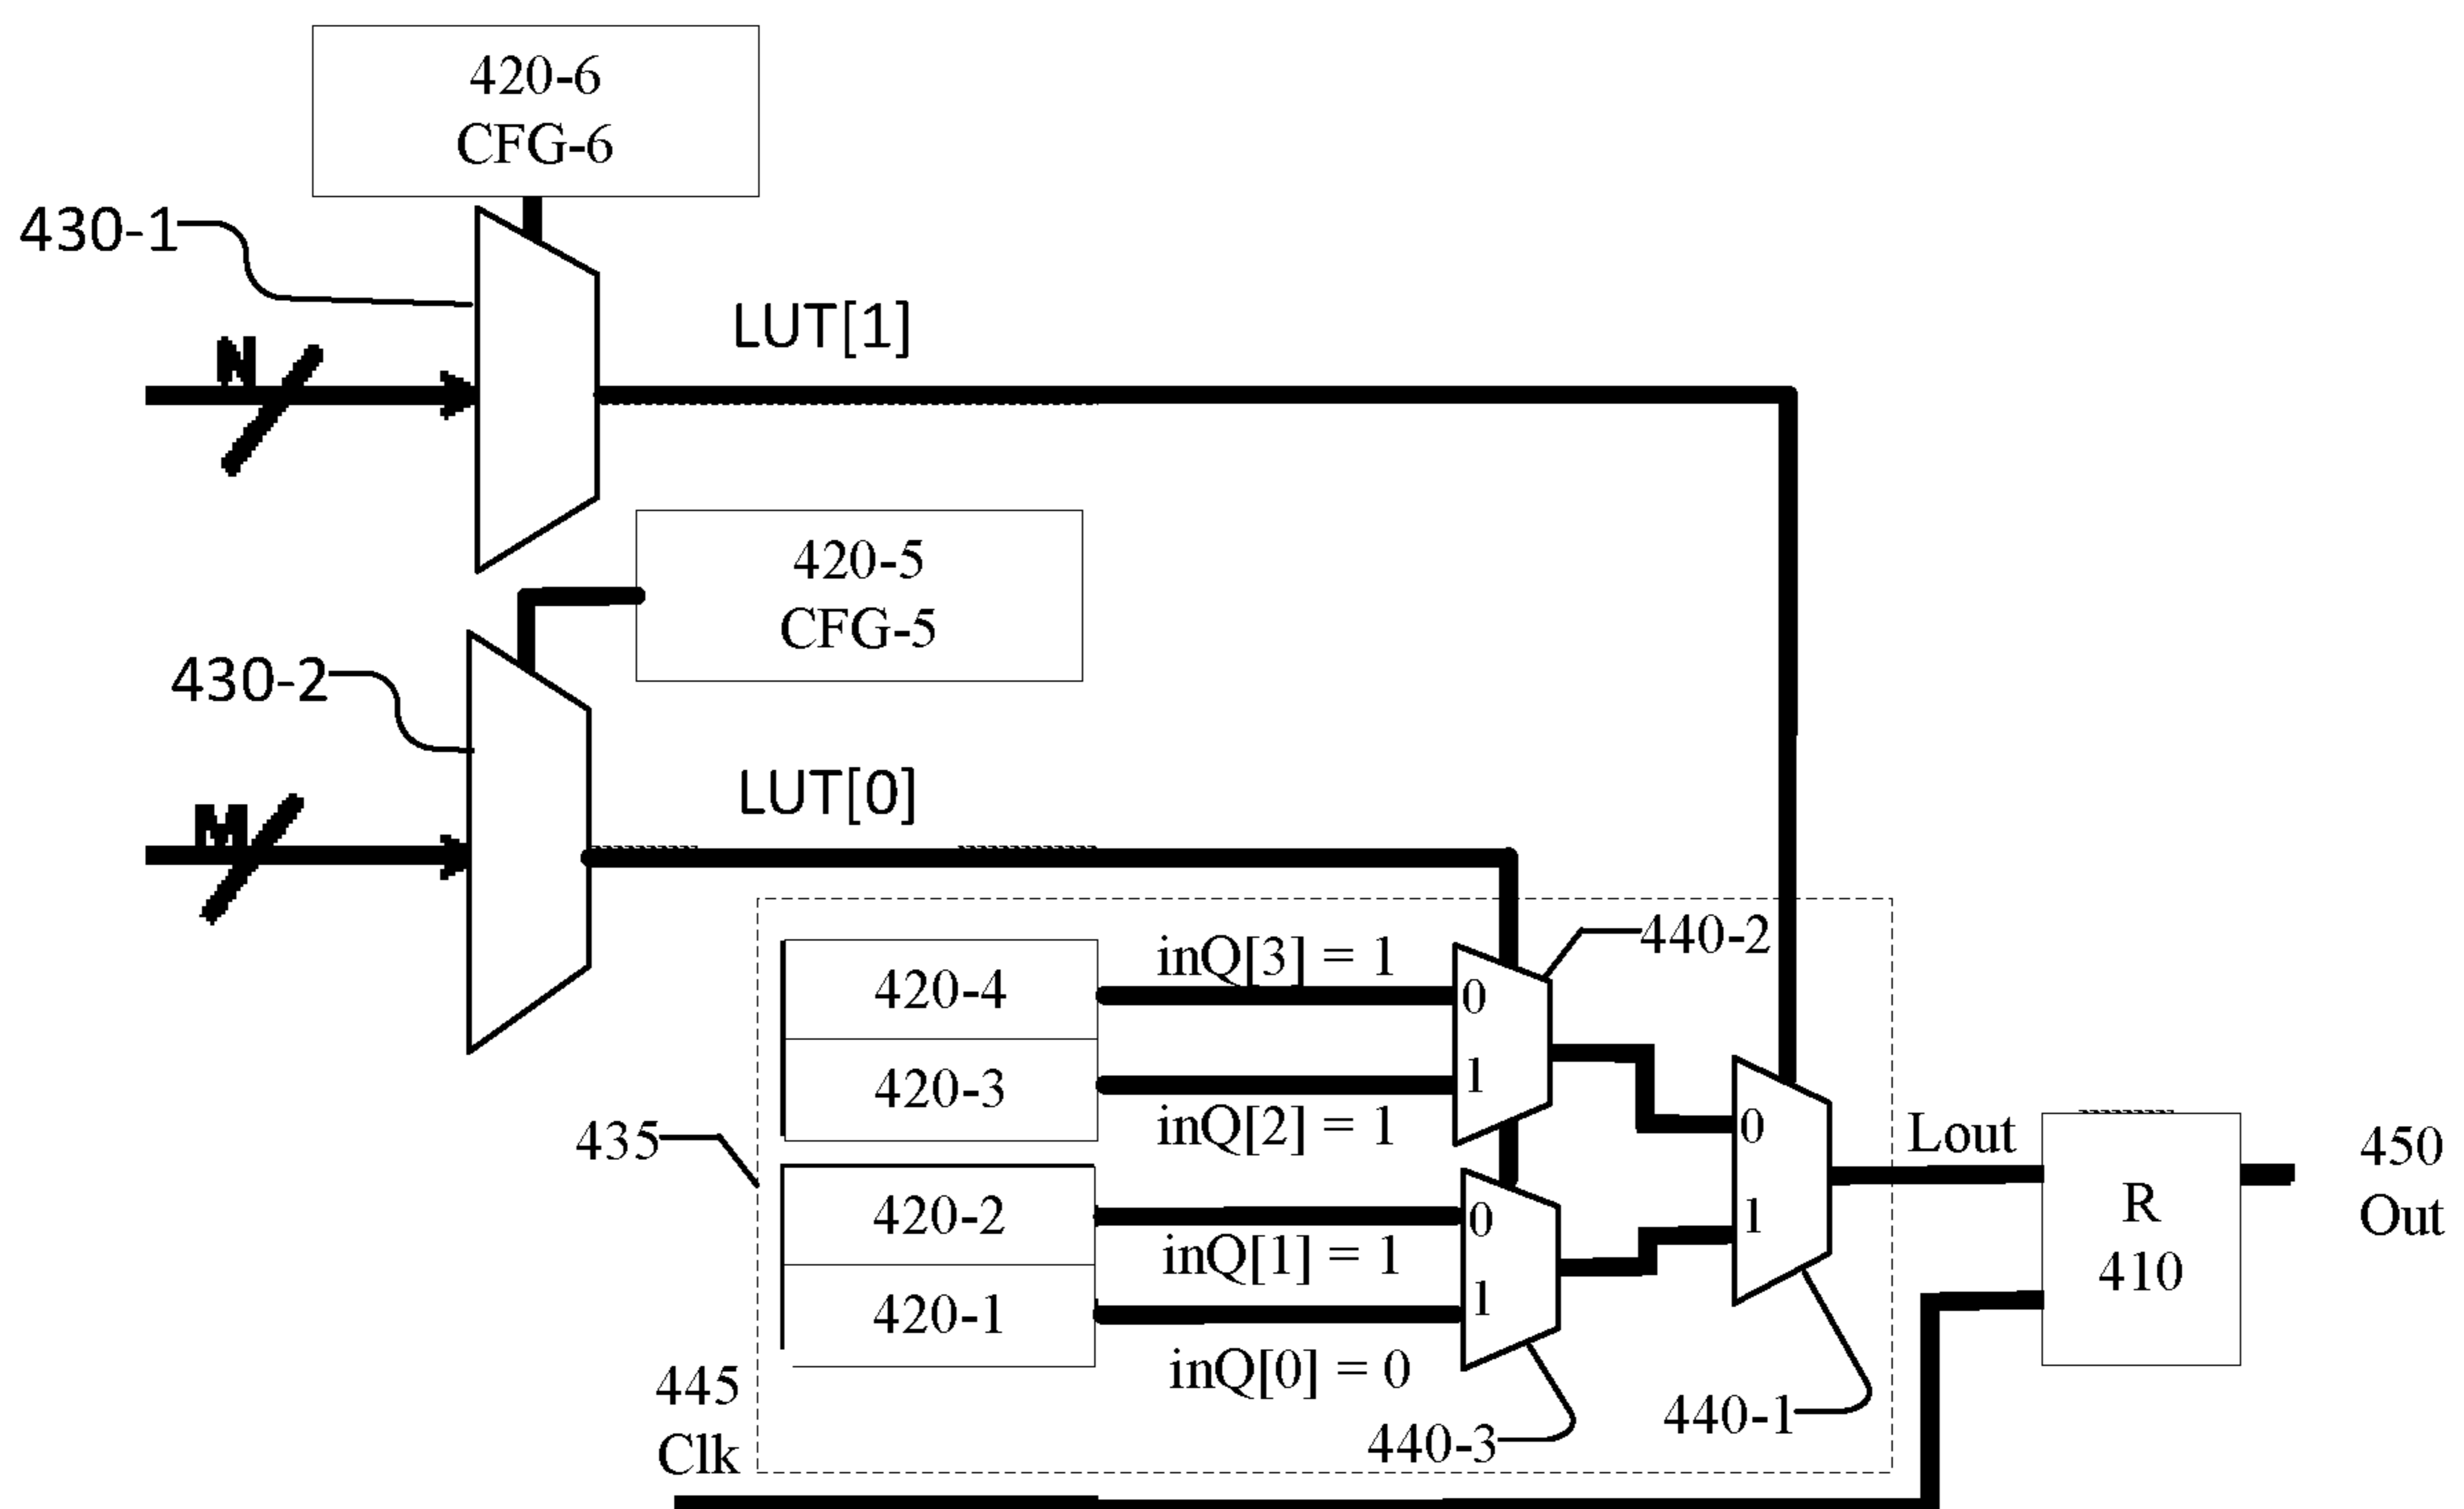 420-6
CFG-6
430-1
N
LUT[1]
420-5
CFG-5
430-2
M
LUT[0]
440-2
420-4
inQ[3] = 1
0
420-3
1
inQ[2] = 1
435
0
Lout
450
Out
420-2
0
inQ[1] = 1
1
R
410
420-1
1
inQ[0] = 0
445
Clk
440-3
440-1